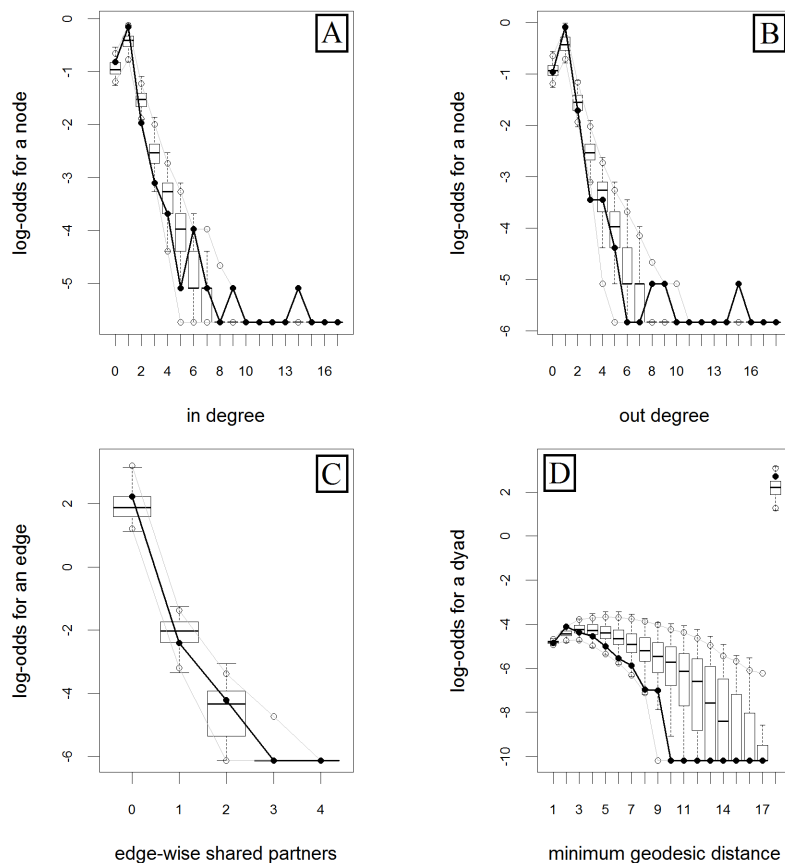 A
log-odds for a node
0
-1
-2
-3
-4
-5
0 2 4 6 8 10 13 16
in degree
B
log-odds for a node
0
-1
-2
-3
-4
-5
-6
0 2 4 6 8 10 13 16
out degree
C
log-odds for an edge
2
0
-2
-4
-6
0 1 2 3 4
edge-wise shared partners
D
log-odds for a dyad
2
0
-2
-4
-6
-8
-10
1 3 5 7 9 11 14 17
minimum geodesic distance